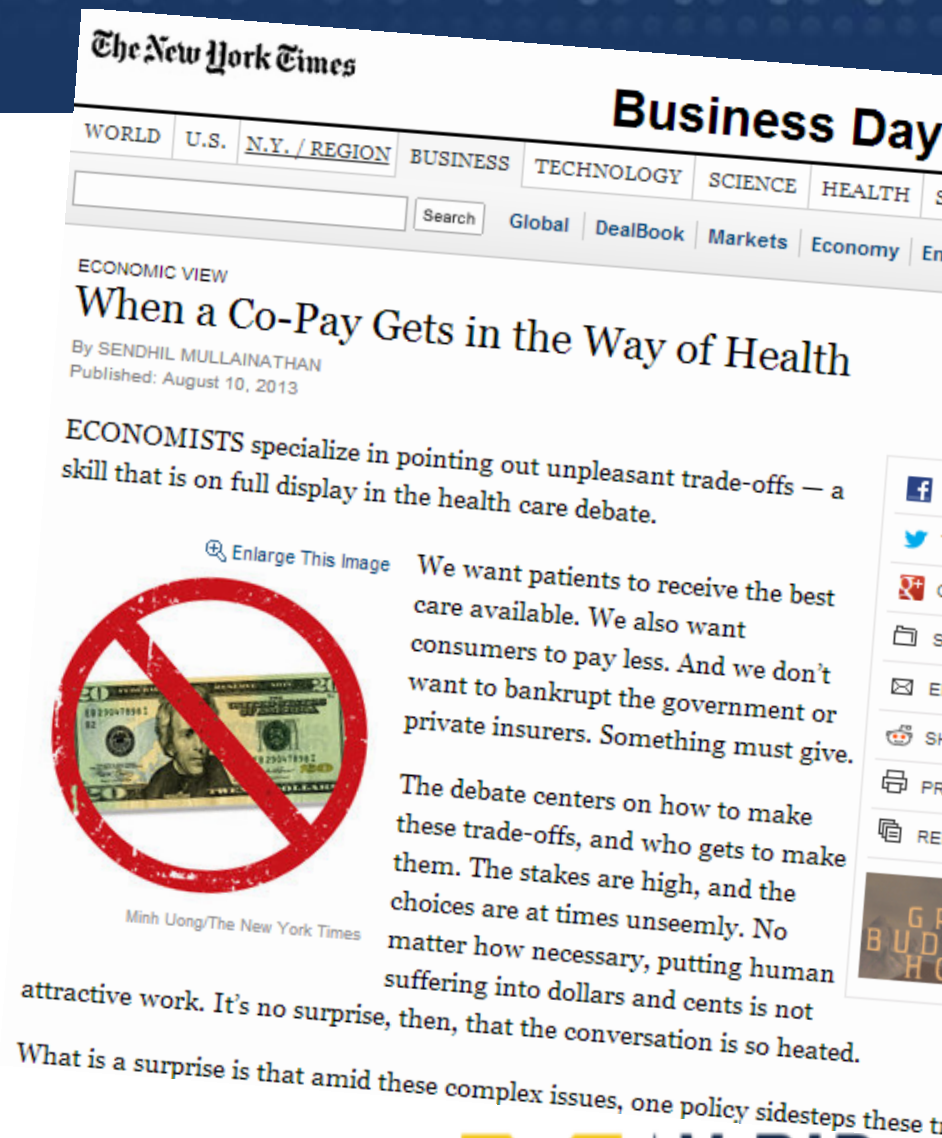 The New York Times
Business Day
WORLD U.S. N.Y. / REGION BUSINESS TECHNOLOGY SCIENCE HEALTH
Search Global DealBook Markets Economy
ECONOMIC VIEW
When a Co-Pay Gets in the Way of Health
By SENDHIL MULLAINATHAN
Published: August 10, 2013
ECONOMISTS specialize in pointing out unpleasant trade-offs — a
skill that is on full display in the health care debate.
Enlarge This Image
We want patients to receive the best
care available. We also want
consumers to pay less. And we don't
want to bankrupt the government or
private insurers. Something must give.
The debate centers on how to make
these trade-offs, and who gets to make
them. The stakes are high, and the
choices are at times unseemly. No
matter how necessary, putting human
suffering into dollars and cents is not
attractive work. It's no surprise, then, that the conversation is so heated.
Minh Uong/The New York Times
What is a surprise is that amid these complex issues, one policy sidesteps these